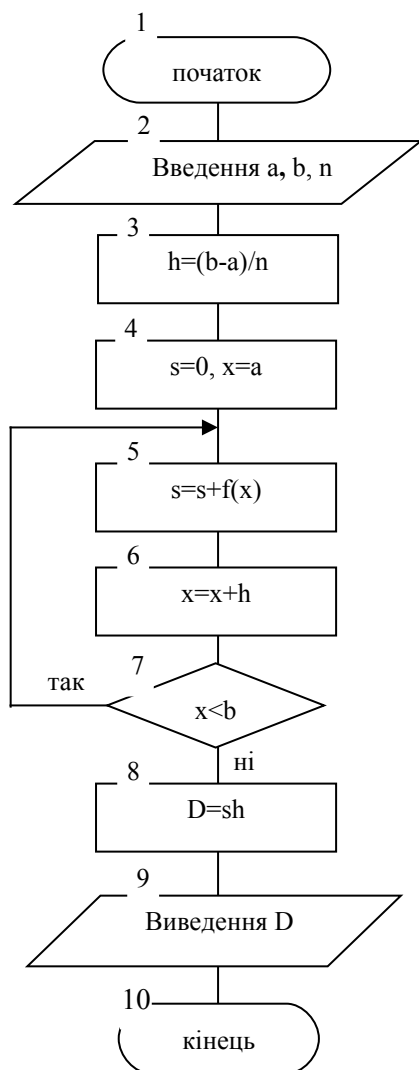 1
початок
2
Введення a, b, n
3
h=(b-a)/n
4
s=0, x=a
5
s=s+f(x)
6
x=x+h
7
так
x<b
ні
8
D=sh
9
Виведення D
10
кінець